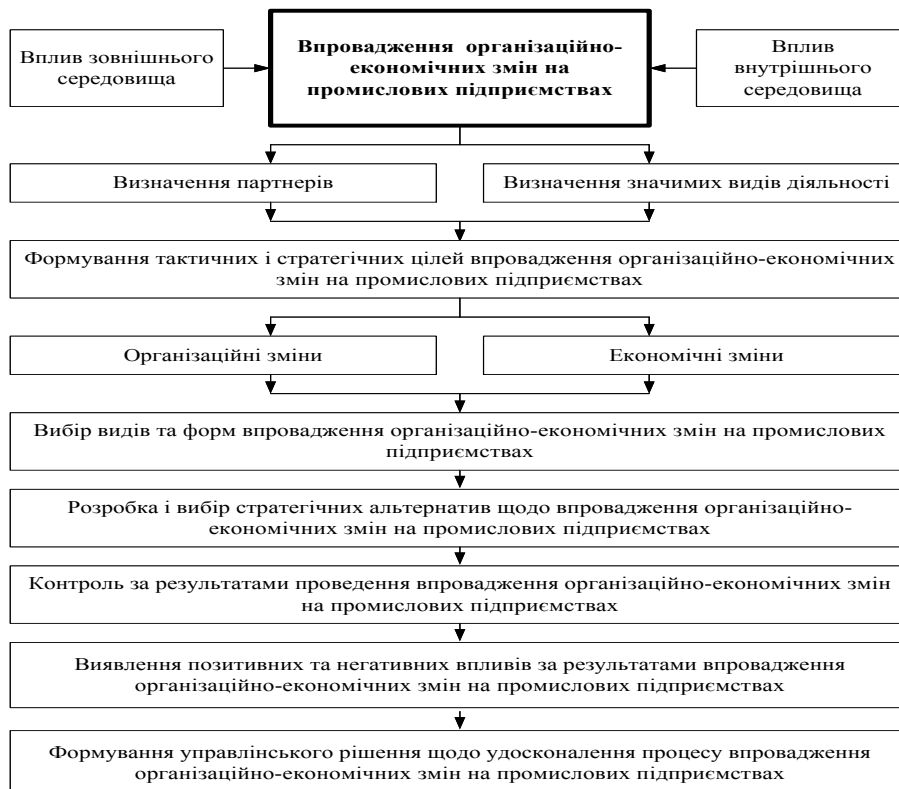 Вплив зовнішнього
середовища
Впровадження організаційно-
економічних змін на
промислових підприємствах
Вплив
внутрішнього
середовища
Визначення партнерів
Визначення значимих видів діяльності
Формування тактичних і стратегічних цілей впровадження організаційно-економічних
змін на промислових підприємствах
Організаційні зміни
Економічні зміни
Вибір видів та форм впровадження організаційно-економічних змін на промислових
підприємствах
Розробка і вибір стратегічних альтернатив щодо впровадження організаційно-
економічних змін на промислових підприємствах
Контроль за результатами проведення впровадження організаційно-економічних змін
на промислових підприємствах
Виявлення позитивних та негативних впливів за результатами впровадження
організаційно-економічних змін на промислових підприємствах
Формування управлінського рішення щодо удосконалення процесу впровадження
організаційно-економічних змін на промислових підприємствах